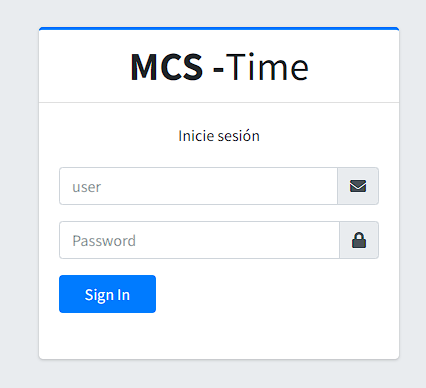 MCS -Time
Inicie sesión
user
Password
Sign In